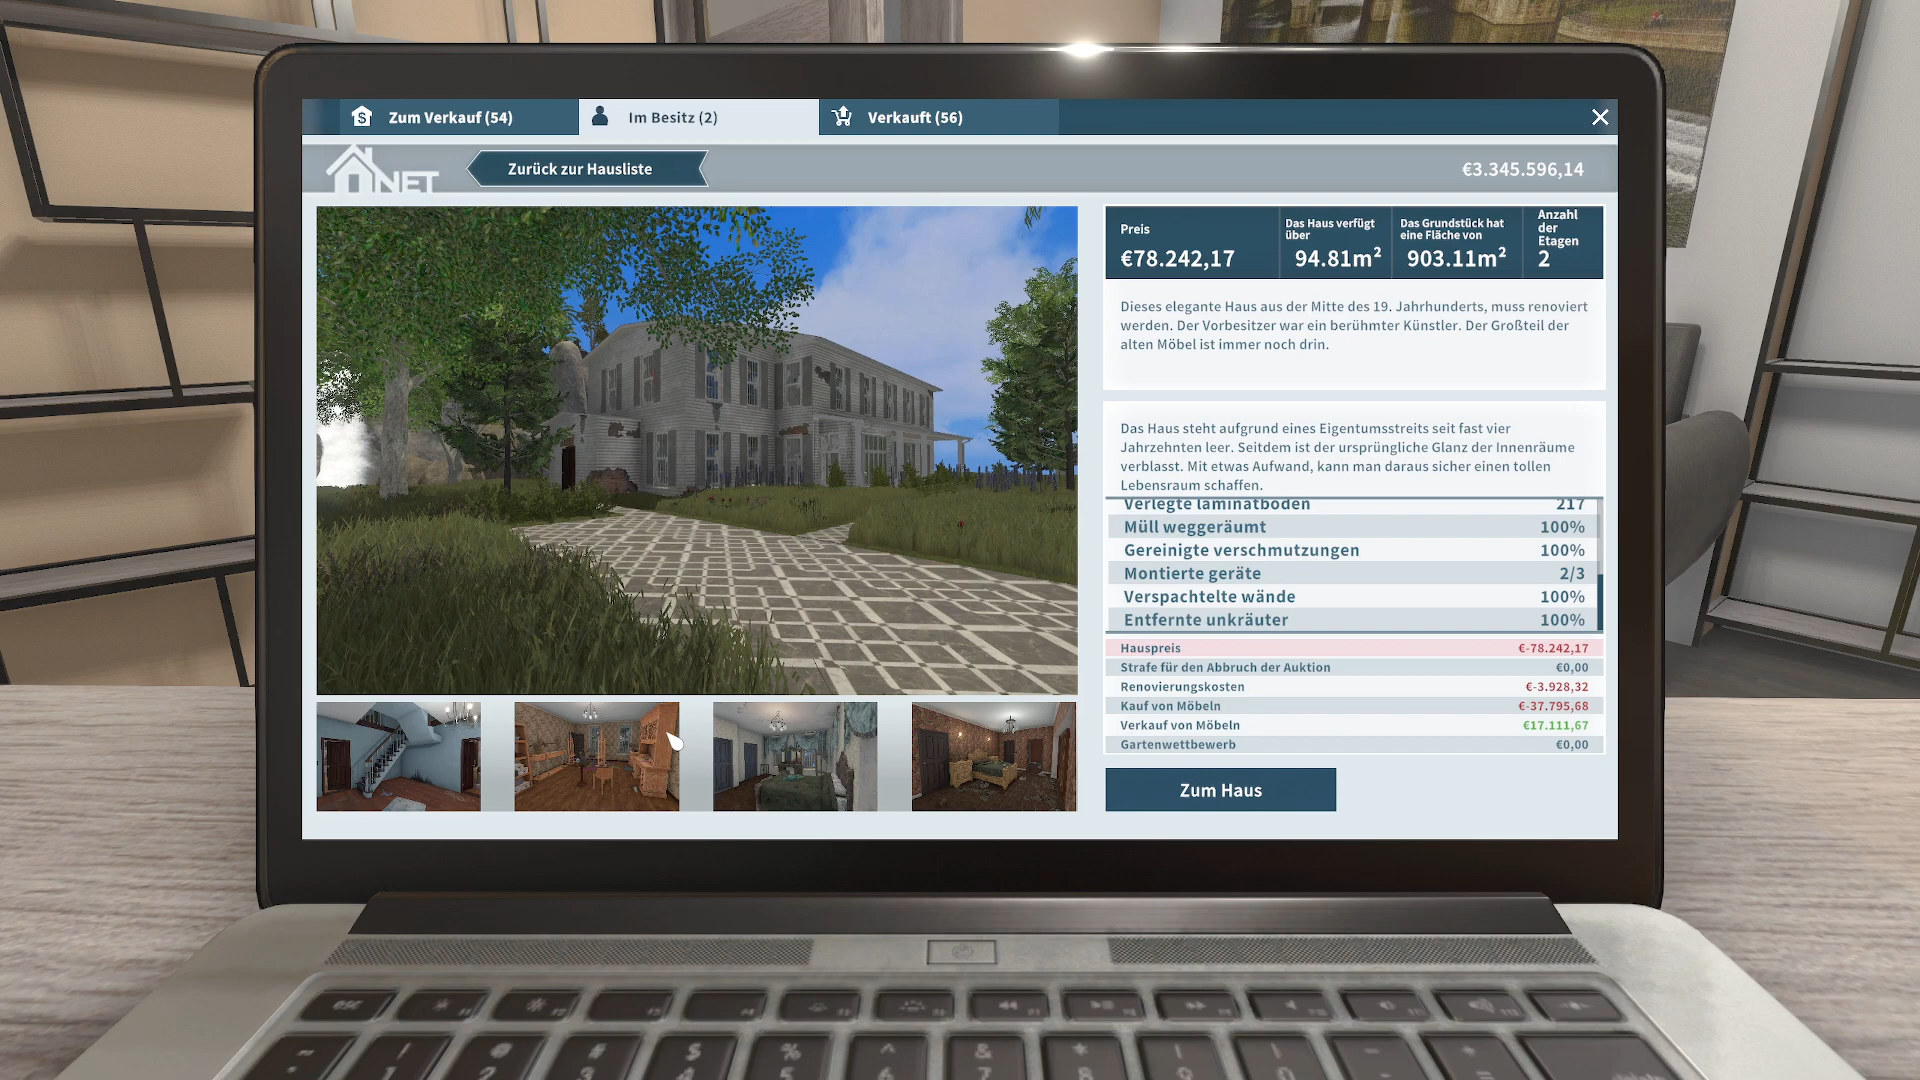 Zum Verkauf (54)
Im Besitz (2)
Verkauft (56)
NET
Zurück zur Hausliste
€3.345.596,14
Preis
€78.242,17
Das Haus verfügt
über
94.81m²
Das Grundstück hat
eine Fläche von
903.11m²
Anzahl
der
Etagen
2
Dieses elegante Haus aus der Mitte des 19. Jahrhunderts, muss renoviert
werden. Der Vorbesitzer war ein berühmter Künstler. Der Großteil der
alten Möbel ist immer noch drin.
Das Haus steht aufgrund eines Eigentumsstreits seit fast vier
Jahrzehnten leer. Seitdem ist der ursprüngliche Glanz der Innenräume
verblasst. Mit etwas Aufwand, kann man daraus sicher einen tollen
Lebensraum schaffen.
Verlegte laminatböden 217
Müll weggeräumt 100%
Gereinigte verschmutzungen 100%
Montierte geräte 2/3
Verspachtelte wände 100%
Entfernte unkräuter 100%
Hauspreis €-78.242,17
Strafe für den Abbruch der Auktion €0,00
Renovierungskosten €-3.928,32
Kauf von Möbeln €-37.795,68
Verkauf von Möbeln €17.111,67
Gartenwettbewerb €0,00
Zum Haus
esc